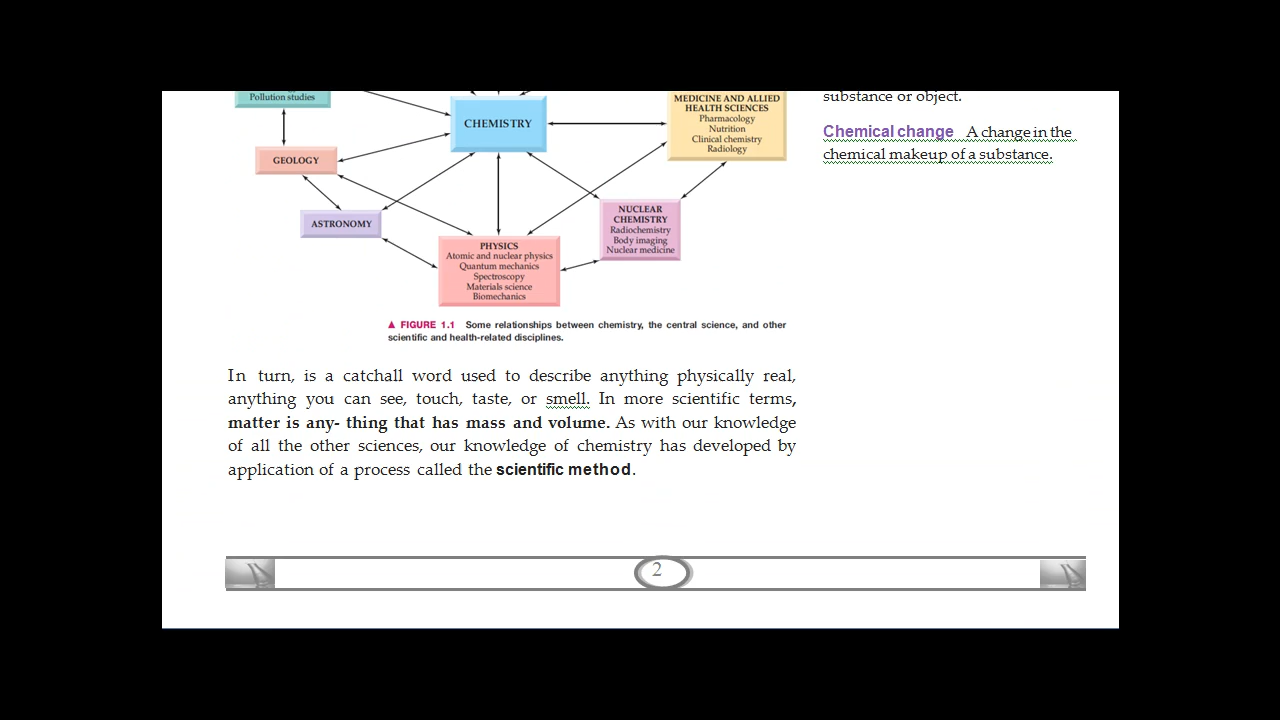 Pollution studies
CHEMISTRY
MEDICINE AND ALLIED
HEALTH SCIENCES
Pharmacology
Nutrition
Clinical chemistry
Radiology
GEOLOGY
ASTRONOMY
NUCLEAR
CHEMISTRY
Radiochemistry
Body imaging
Nuclear medicine
PHYSICS
Atomic and nuclear physics
Quantum mechanics
Spectroscopy
Materials science
Biomechanics
▲ FIGURE 1.1 Some relationships between chemistry, the central science, and other
scientific and health-related disciplines.
In turn, is a catchall word used to describe anything physically real,
anything you can see, touch, taste, or smell. In more scientific terms,
matter is any- thing that has mass and volume. As with our knowledge
of all the other sciences, our knowledge of chemistry has developed by
application of a process called the scientific method.
substance or object.
Chemical change A change in the
chemical makeup of a substance.
2